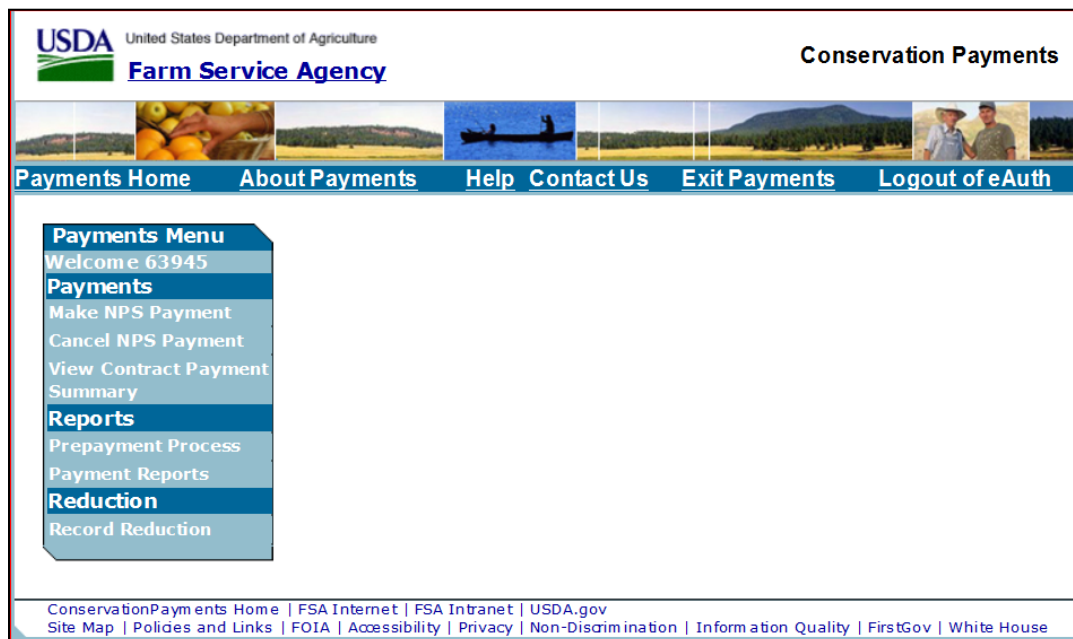 USDA United States Department of Agriculture
Farm Service Agency
Conservation Payments
Payments Home About Payments Help Contact Us Exit Payments Logout of eAuth
Payments Menu
Welcome 63945
Payments
Make NPS Payment
Cancel NPS Payment
View Contract Payment
Summary
Reports
Prepayment Process
Payment Reports
Reduction
Record Reduction
ConservationPayments Home | FSA Internet | FSA Intranet | USDA.gov
Site Map | Policies and Links | FOIA | Accessibility | Privacy | Non-Discrimination | Information Quality | FirstGov | White House